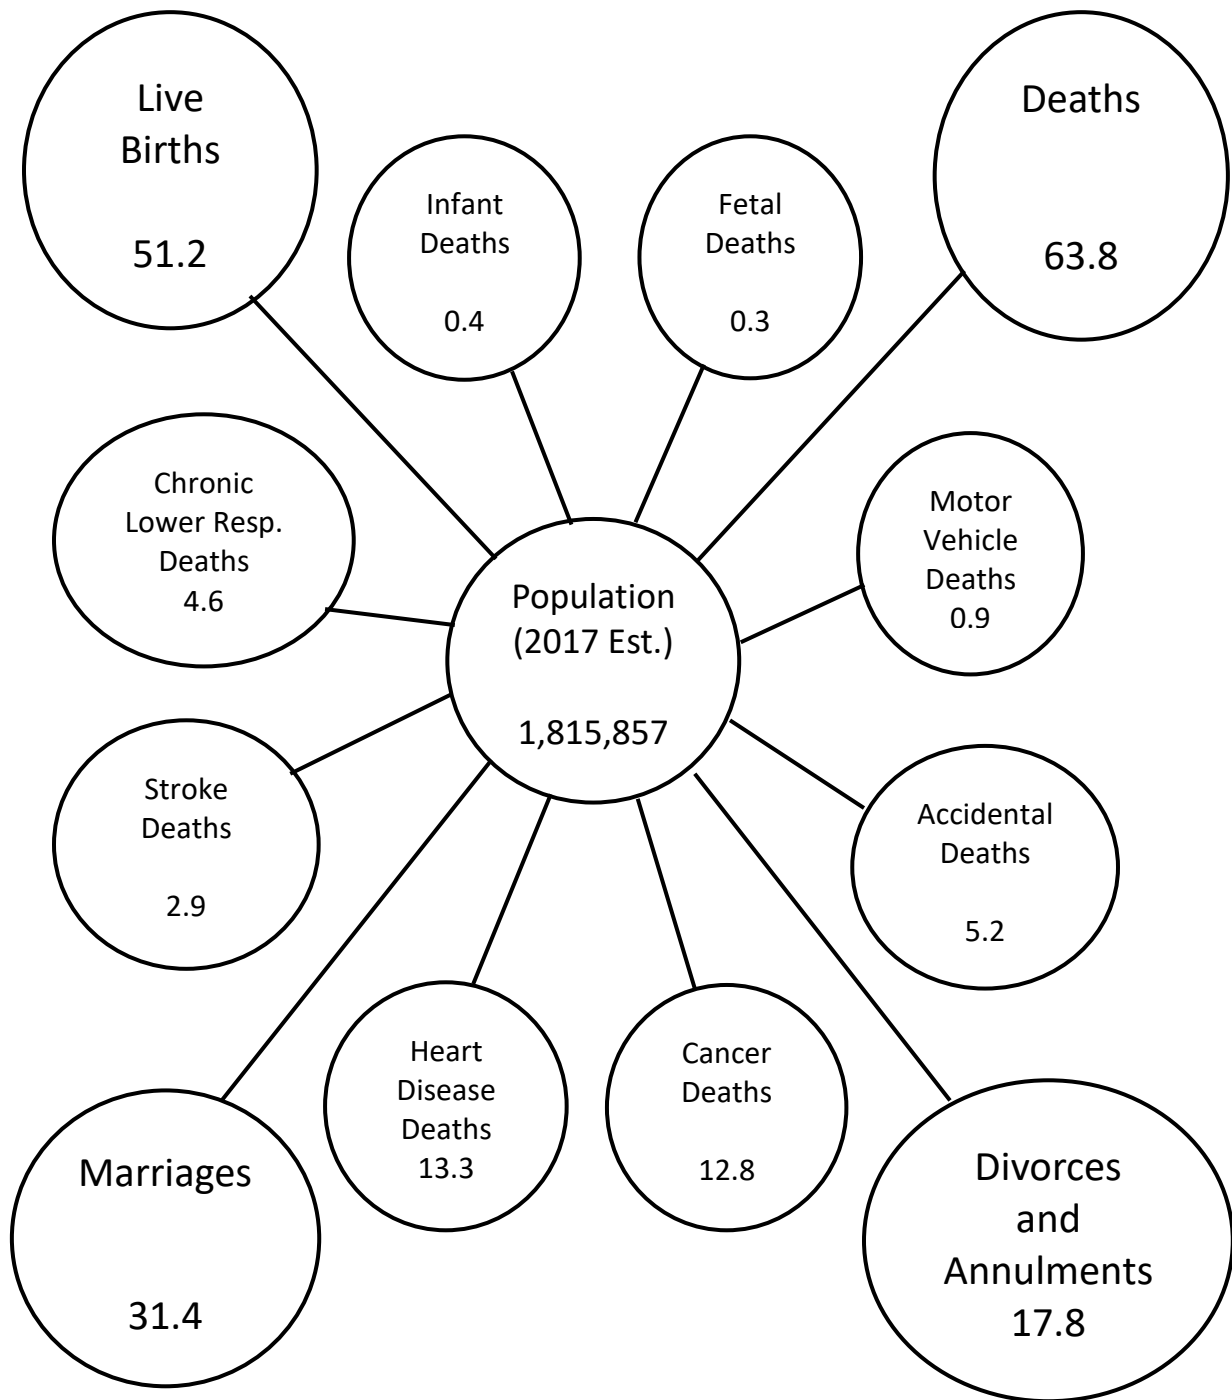 Live
Births
51.2
Infant
Deaths
0.4
Fetal
Deaths
0.3
Deaths
63.8
Chronic
Lower Resp.
Deaths
4.6
Population
(2017 Est.)
1,815,857
Motor
Vehicle
Deaths
0.9
Stroke
Deaths
2.9
Accidental
Deaths
5.2
Marriages
31.4
Heart
Disease
Deaths
13.3
Cancer
Deaths
12.8
Divorces
and
Annulments
17.8